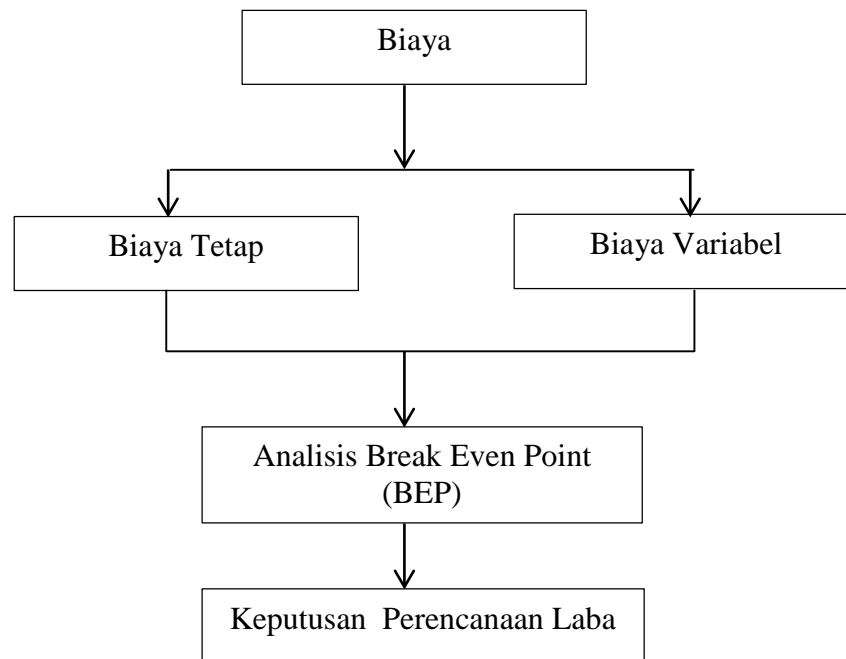 Biaya
Biaya Tetap
Biaya Variabel
Analisis Break Even Point
(BEP)
Keputusan  Perencanaan Laba